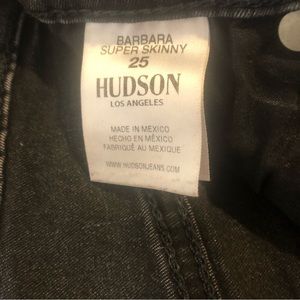 BARBARA
SUPER SKINNY
25
HUDSON
LOS ANGELES
MADE IN MEXICO
HECHO EN MÉXICO
FABRIQUÉ AU MEXIQUE
WWW.HUDSONJEANS.COM